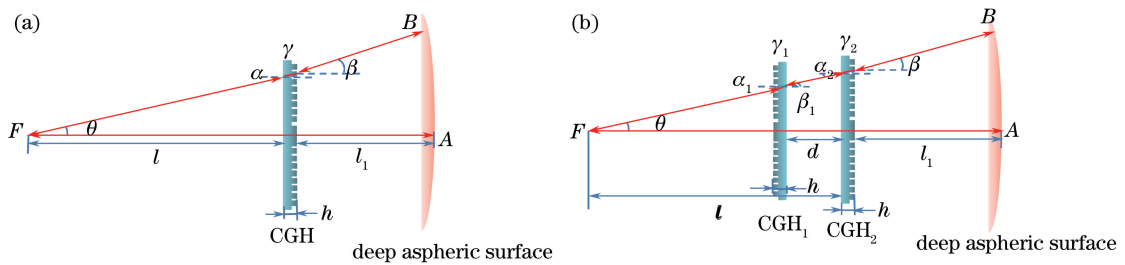 (a)
B
γ
α
β
F
θ
A
l
l₁
h
CGH
deep aspheric surface
(b)
B
γ₁
γ₂
α₁
α₂
β
β₁
F
θ
A
d
l₁
h
l
h
CGH₁
CGH₂
deep aspheric surface